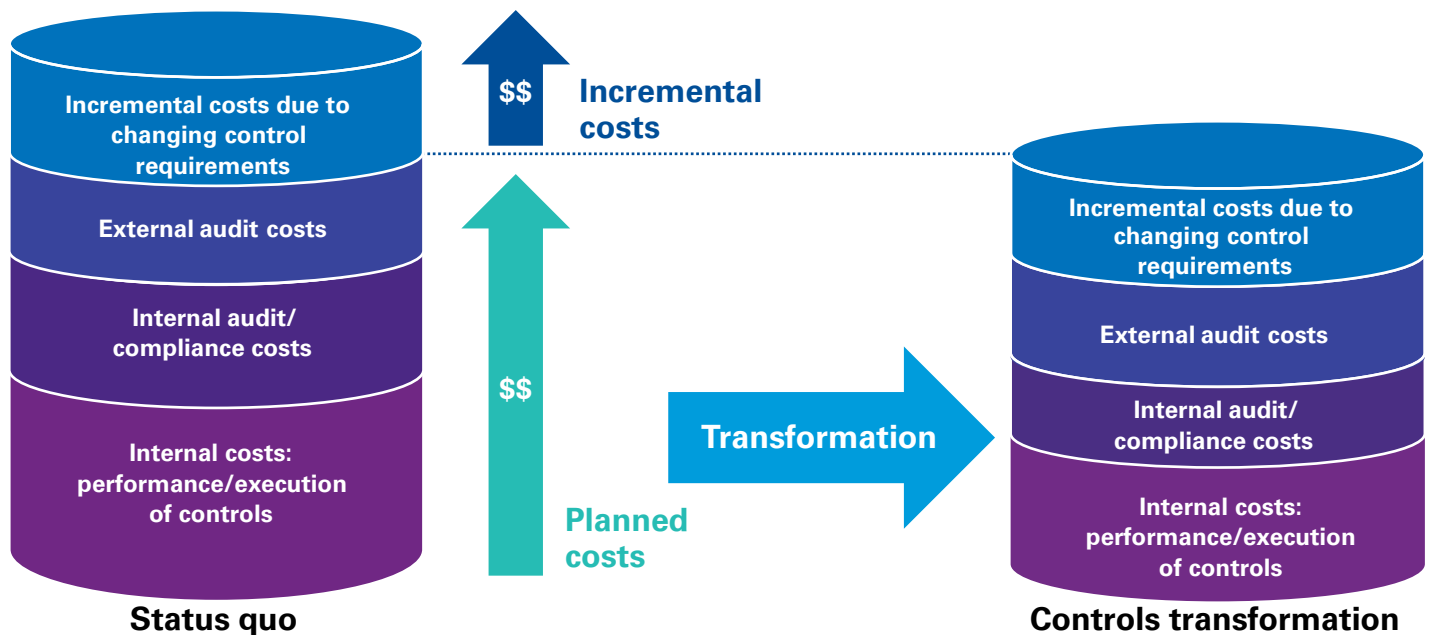 Incremental costs due to
changing control
requirements
External audit costs
Internal audit/
compliance costs
Internal costs:
performance/execution
of controls
Status quo
$$
Incremental
costs
$$
Planned
costs
Transformation
Incremental costs due to
changing control
requirements
External audit costs
Internal audit/
compliance costs
Internal costs:
performance/execution
of controls
Controls transformation